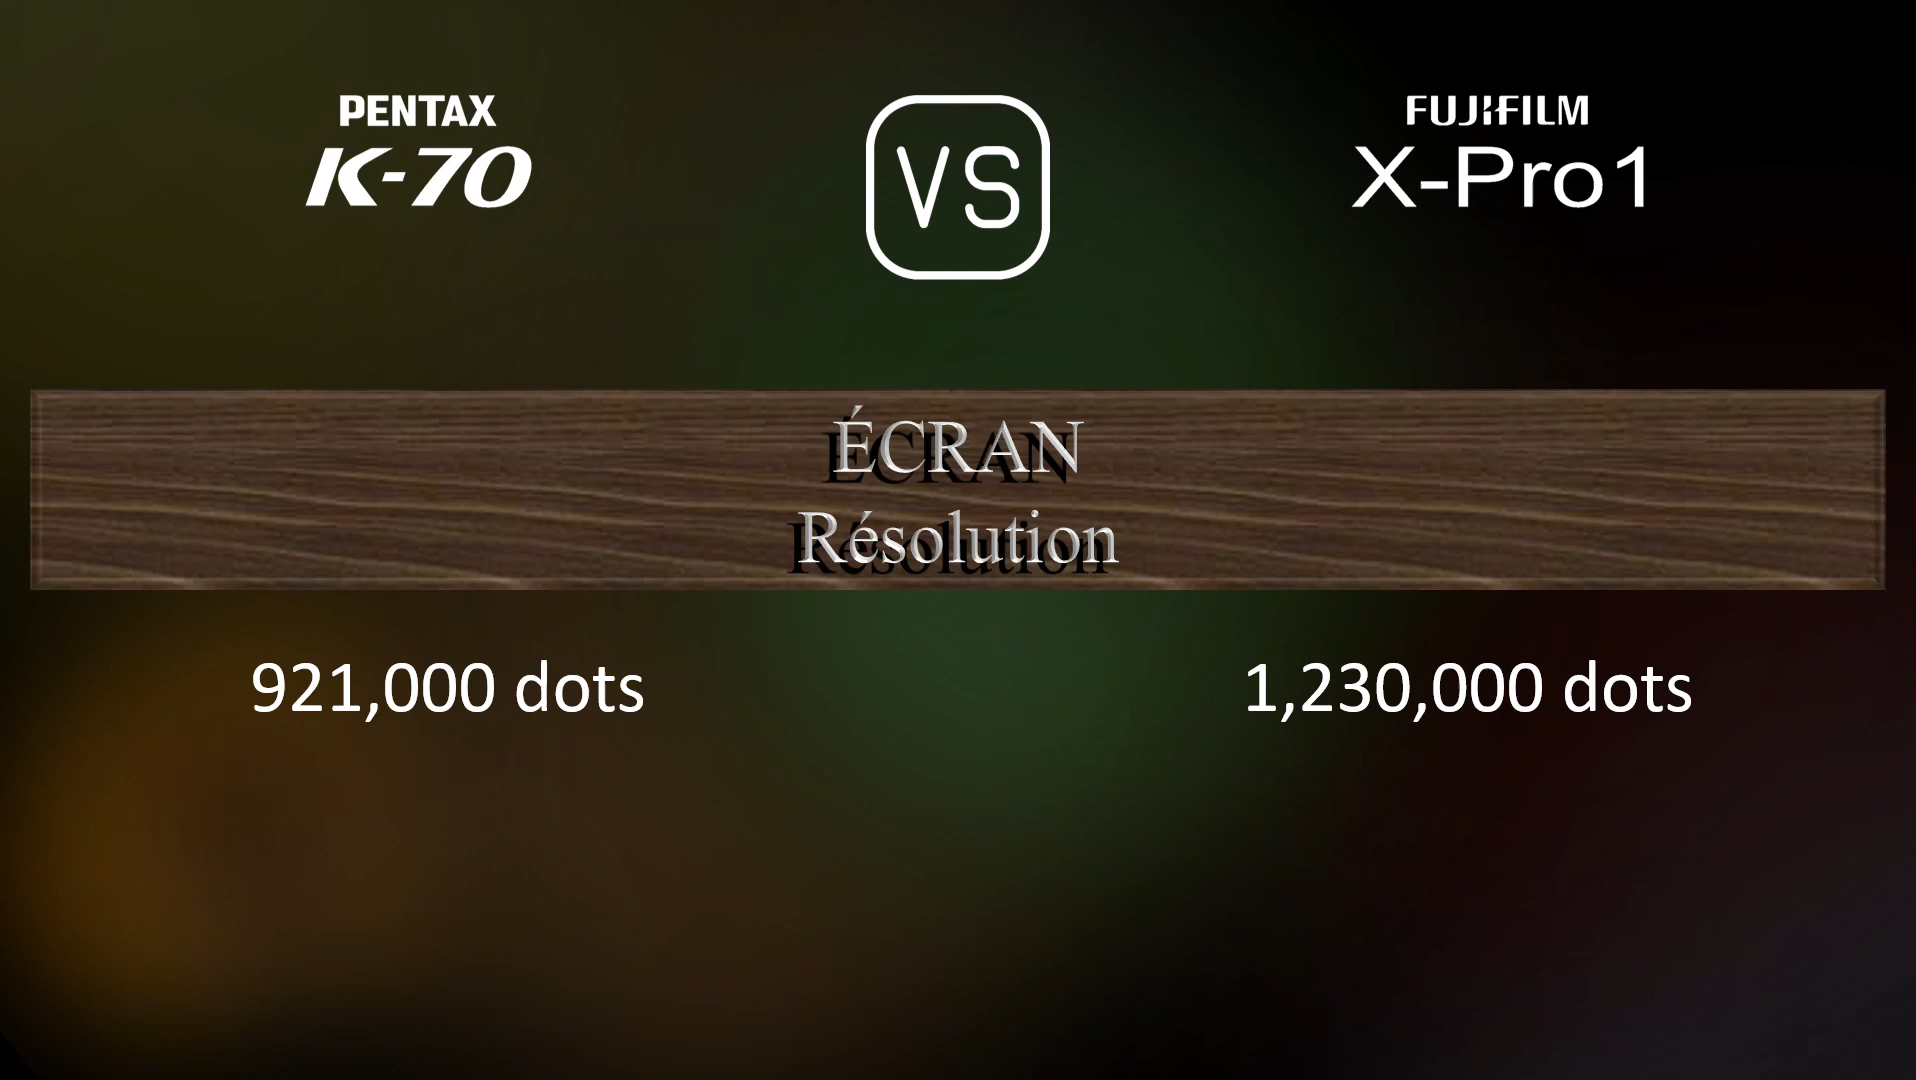 PENTAX
K-70
VS
FUJIFILM
X-Pro1
ÉCRAN
Résolution
921,000 dots
1,230,000 dots